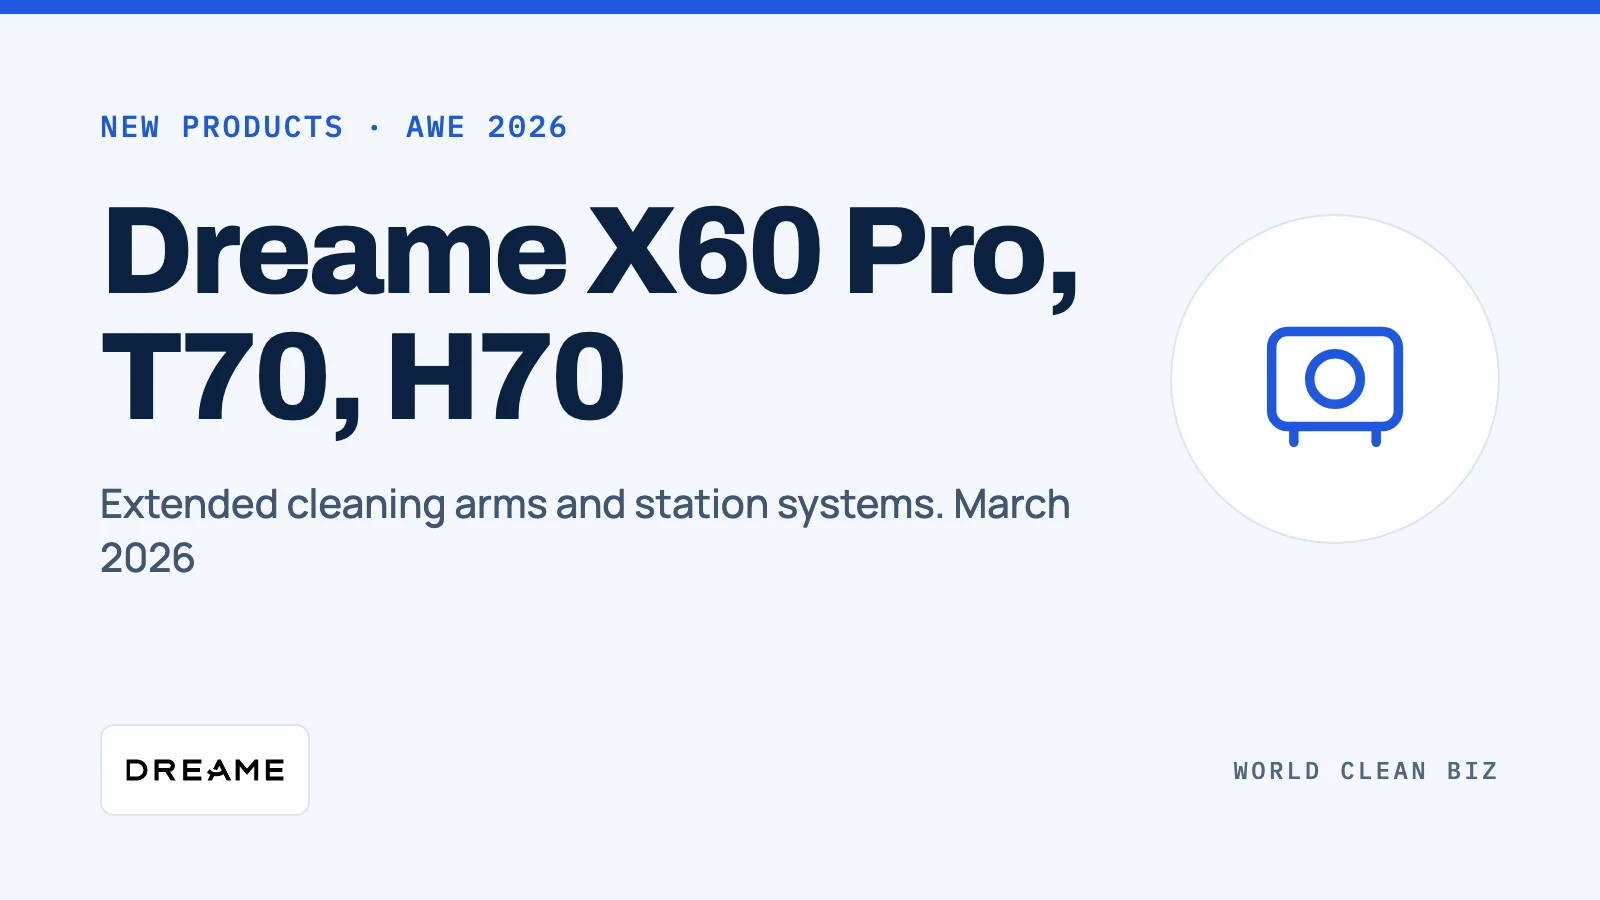 NEW PRODUCTS · AWE 2026
Dreame X60 Pro,
T70, H70
Extended cleaning arms and station systems. March
2026
DREAME
WORLD CLEAN BIZ